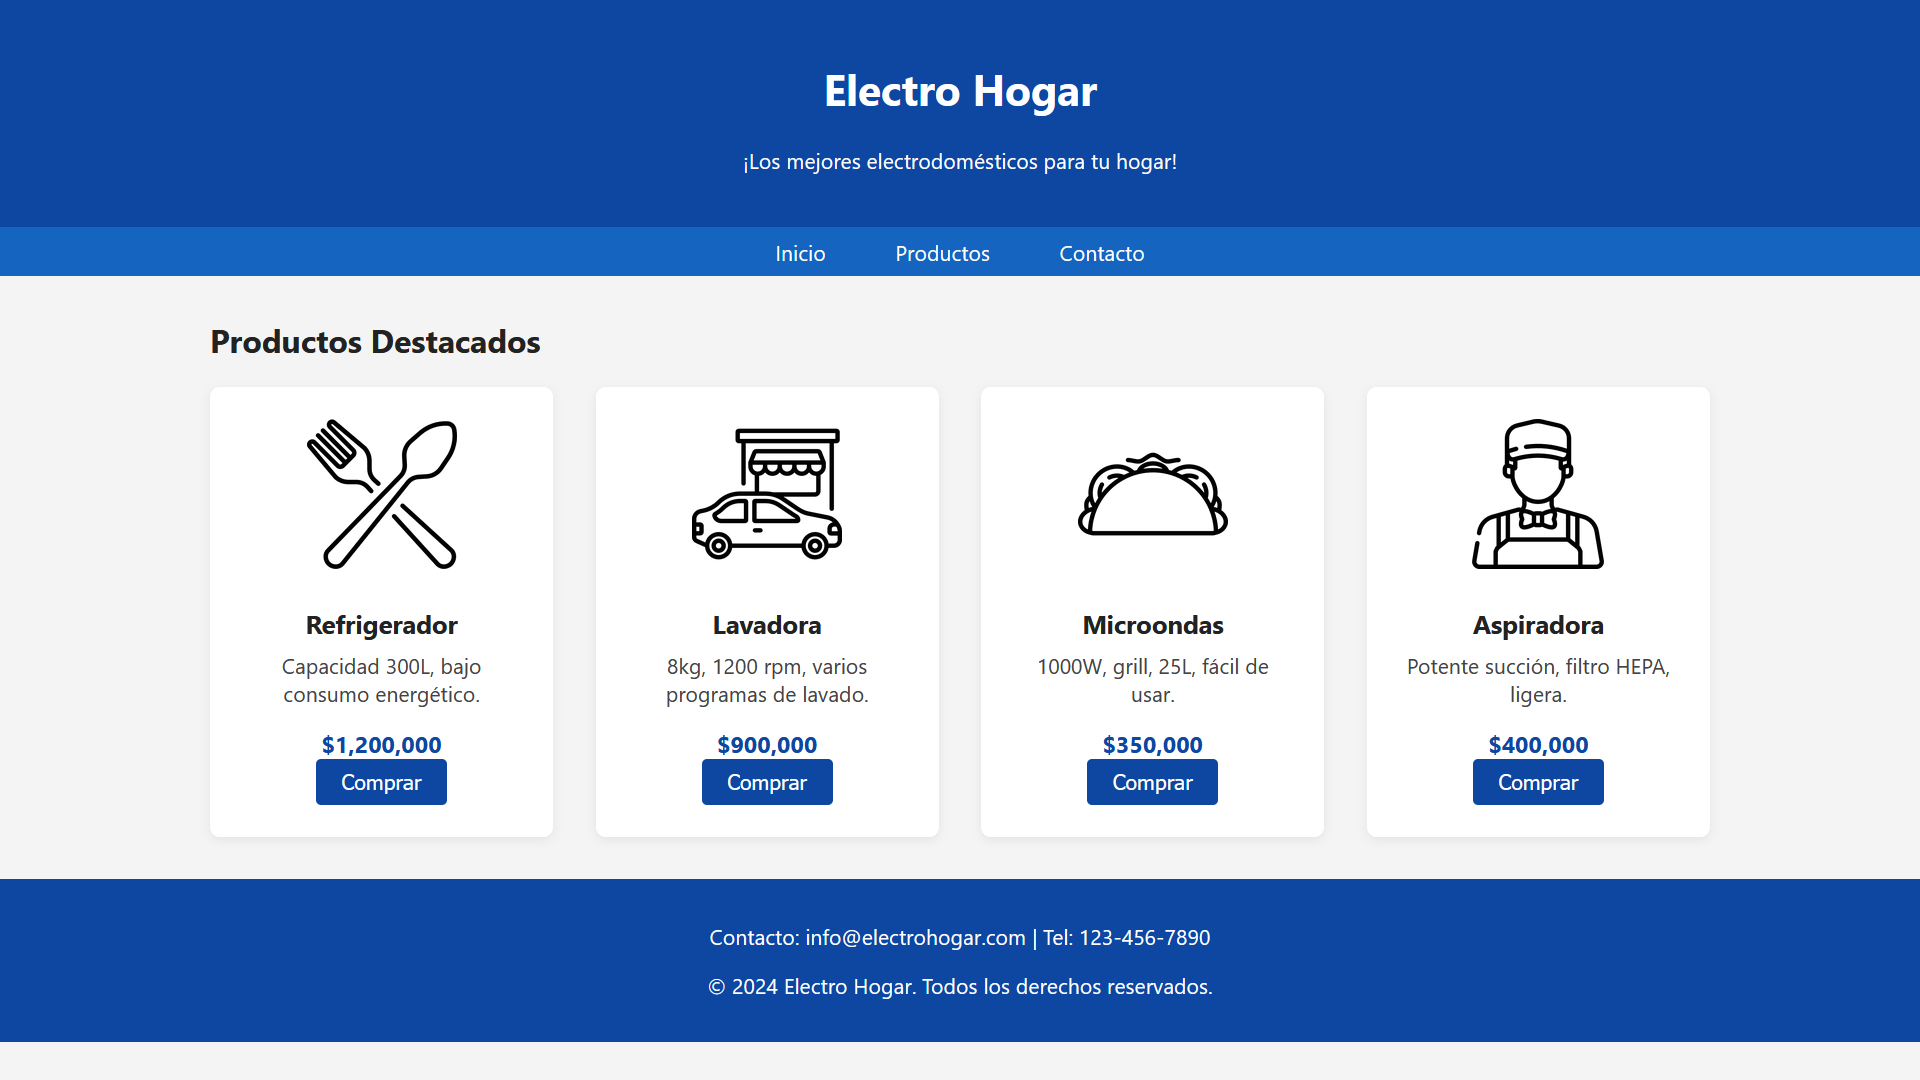 Electro Hogar
¡Los mejores electrodomésticos para tu hogar!
Inicio Productos Contacto
Productos Destacados
Refrigerador
Capacidad 300L, bajo
consumo energético.
$1,200,000
Comprar
Lavadora
8kg, 1200 rpm, varios
programas de lavado.
$900,000
Comprar
Microondas
1000W, grill, 25L, fácil de
usar.
$350,000
Comprar
Aspiradora
Potente succión, filtro HEPA,
ligera.
$400,000
Comprar
Contacto: info@electrohogar.com | Tel: 123-456-7890
© 2024 Electro Hogar. Todos los derechos reservados.